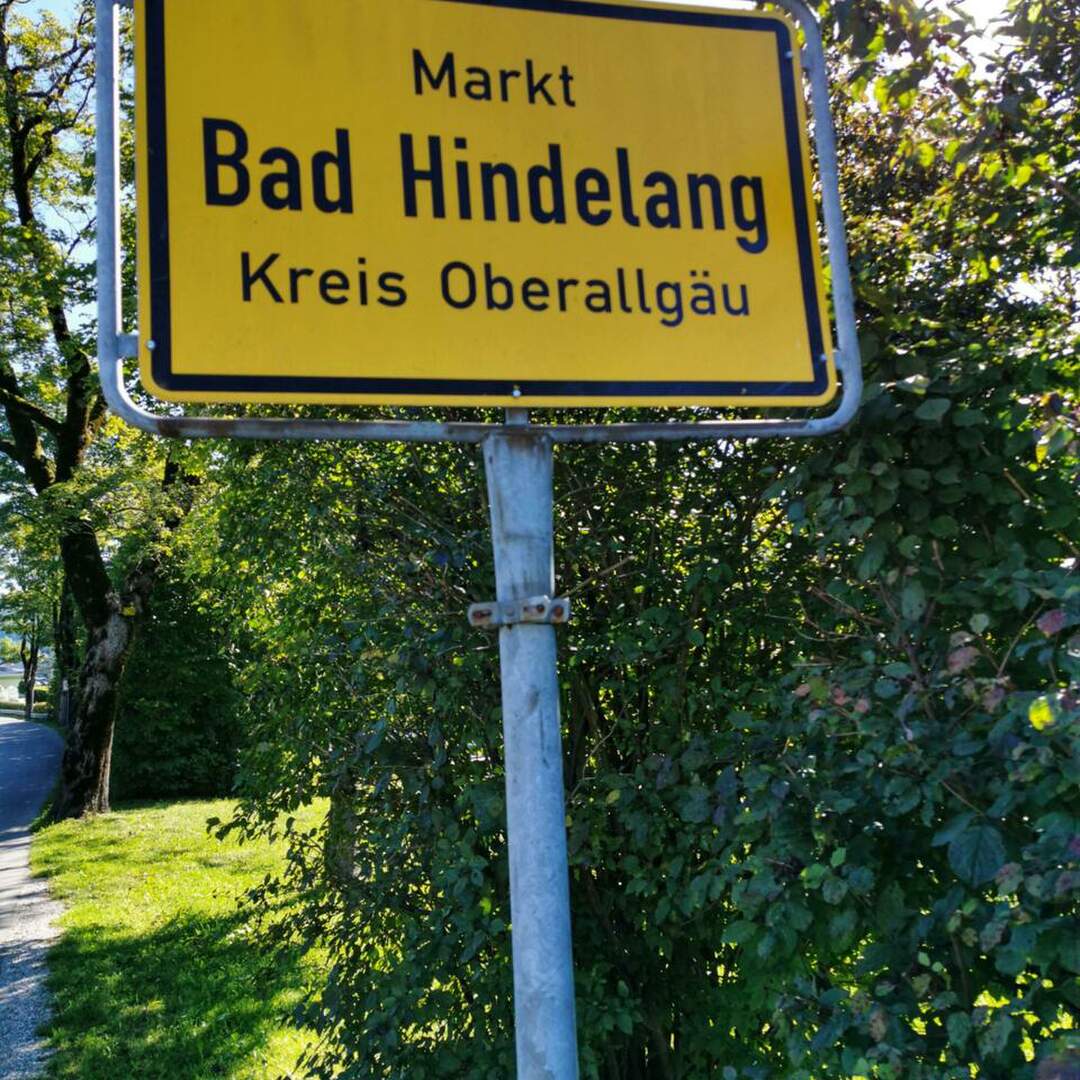 Markt
Bad Hindelang
Kreis Oberallgäu